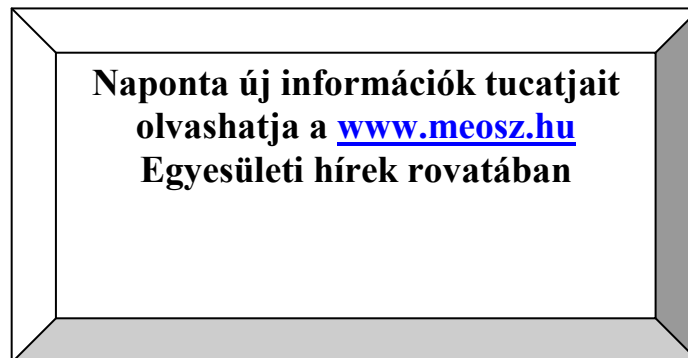 Naponta új információk tucatjait
olvashatja a www.meosz.hu
Egyesületi hírek rovatában